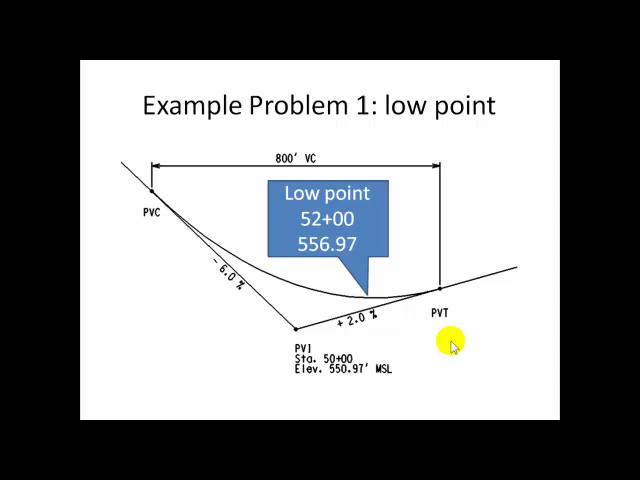 Example Problem 1: low point
800' VC
Low point
52+00
556.97
PVC
- 6.0 %
+ 2.0 %
PVT
PVI
Sta. 50+00
Elev. 550.97' MSL